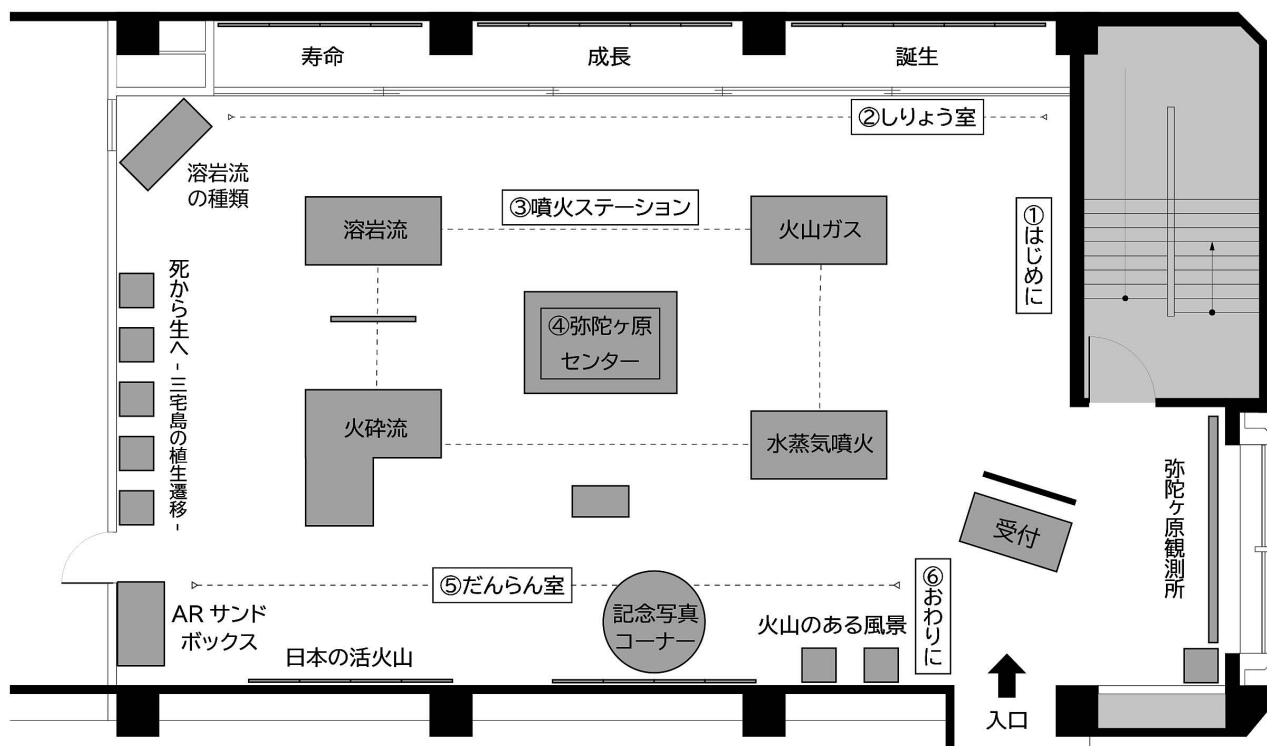 寿命
成長
誕生
②しりょう室
溶岩流
の種類
③噴火ステーション
溶岩流
火山ガス
①はじめに
死から生へ - 三宅島の植生遷移 -
④弥陀ヶ原
センター
火砕流
水蒸気噴火
受付
弥陀ヶ原観測所
⑤だんらん室
⑥おわりに
AR サンド
ボックス
記念写真
コーナー
火山のある風景
日本の活火山
入口